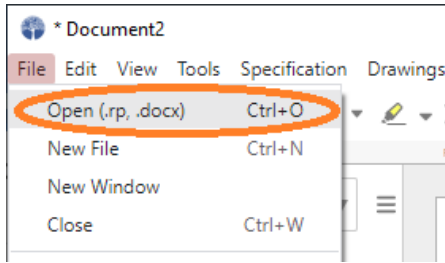 * Document2
File Edit View Tools Specification Drawings
Open (.rp, .docx) Ctrl+O
New File Ctrl+N
New Window
Close Ctrl+W